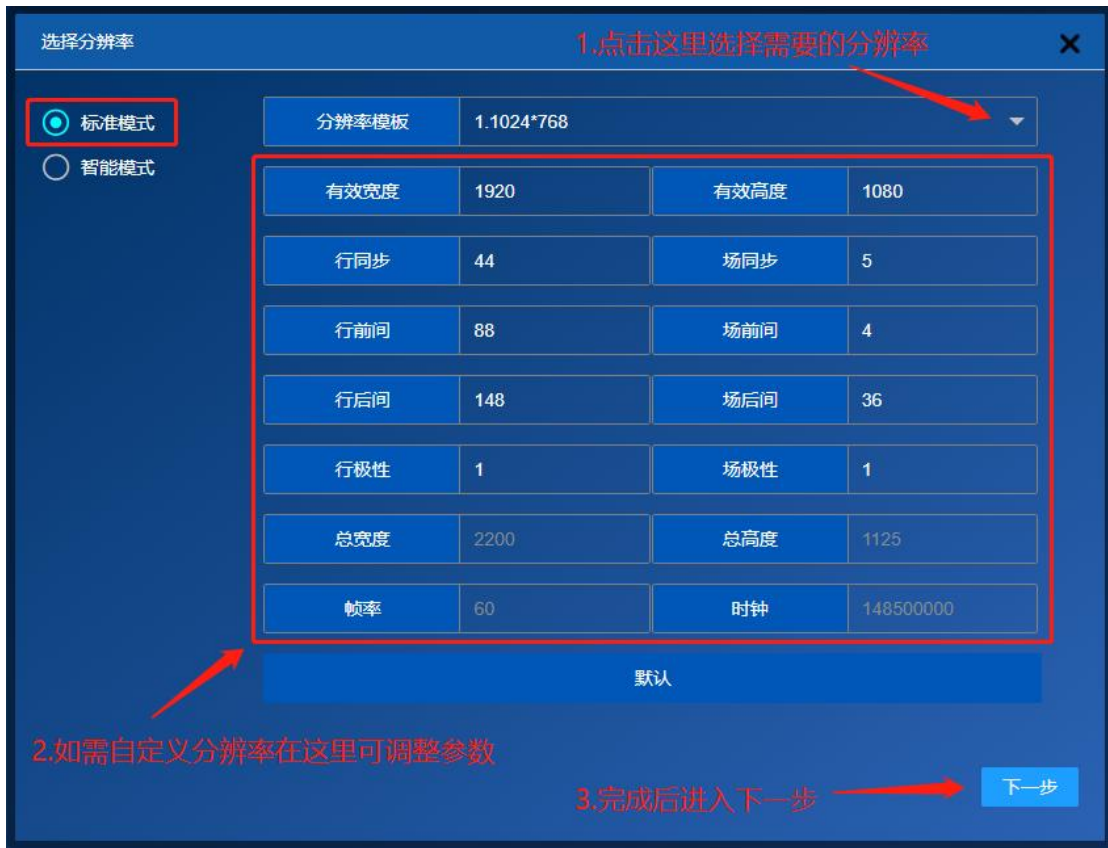 选择分辨率
1.点击这里选择需要的分辨率
标准模式
智能模式
分辨率模板 1.1024*768
有效宽度 1920 有效高度 1080
行同步 44 场同步 5
行前间 88 场前间 4
行后间 148 场后间 36
行极性 1 场极性 1
总宽度 2200 总高度 1125
帧率 60 时钟 148500000
默认
2.如需自定义分辨率在这里可调整参数
3.完成后进入下一步
下一步